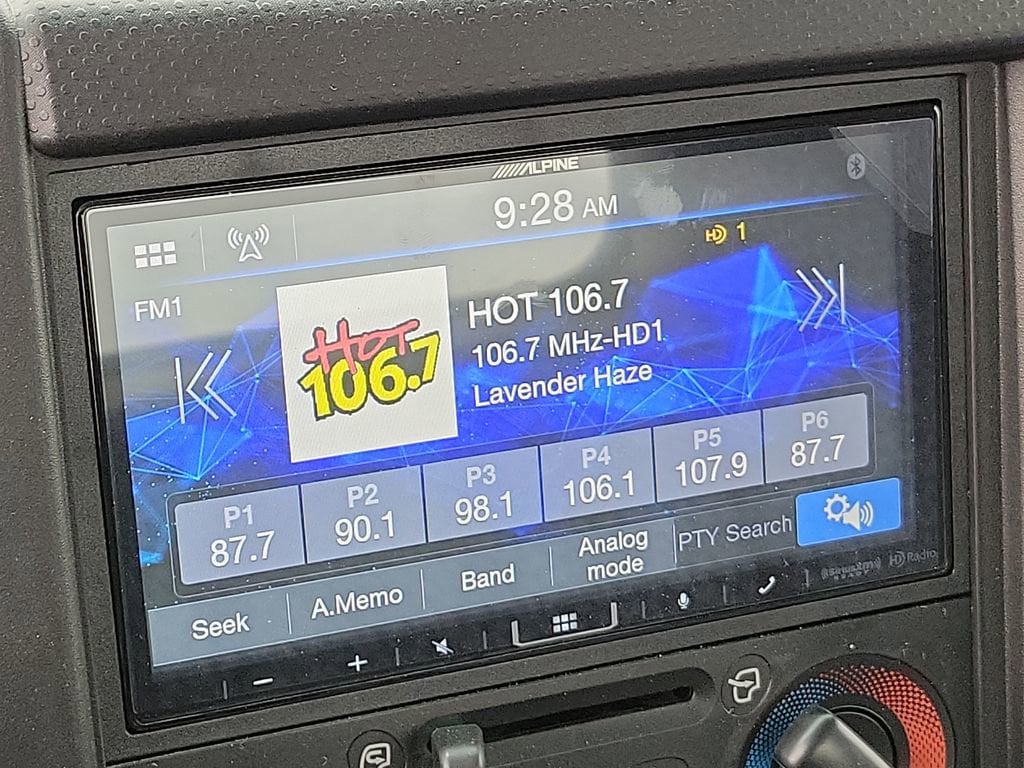 ALPINE
9:28 AM
HD 1
FM1
HOT
106.7
HOT 106.7
106.7 MHz-HD1
Lavender Haze
P1
87.7
P2
90.1
P3
98.1
P4
106.1
P5
107.9
P6
87.7
Seek
A.Memo
Band
Analog
mode
PTY Search
((SiriusXM))
READY
HD Radio